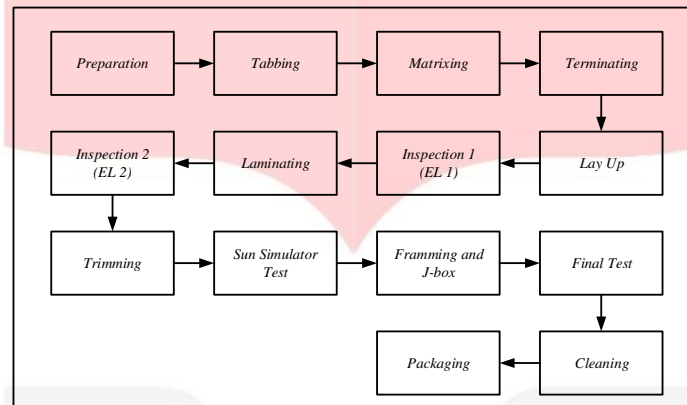 Preparation
Tabbing
Matrixing
Terminating
Lay Up
Inspection 1
(EL 1)
Laminating
Inspection 2
(EL 2)
Trimming
Sun Simulator
Test
Framming and
J-box
Final Test
Cleaning
Packaging